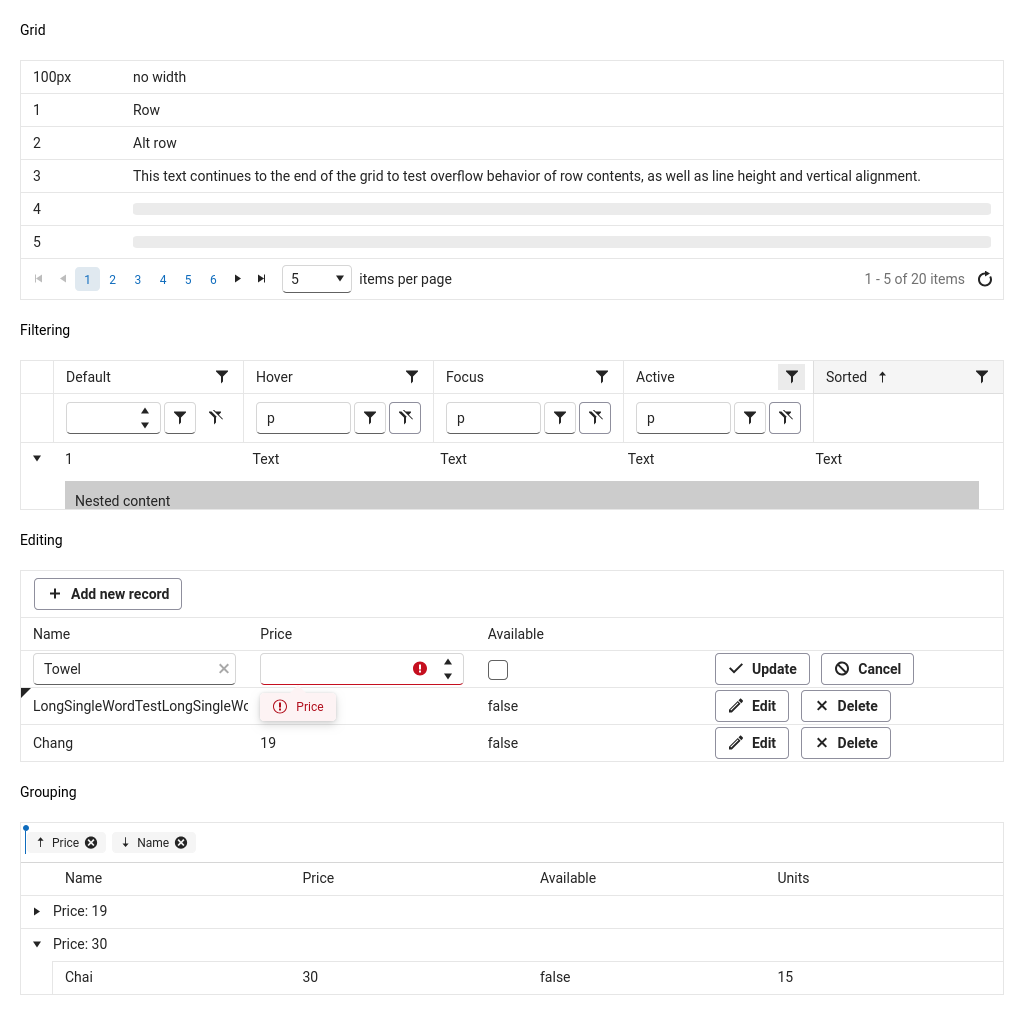 Grid
100px no width
1 Row
2 Alt row
3 This text continues to the end of the grid to test overflow behavior of row contents, as well as line height and vertical alignment.
4
5
1 2 3 4 5 6 5 items per page 1 - 5 of 20 items
Filtering
Default Hover Focus Active Sorted
p p p
1 Text Text Text Text
Nested content
Editing
Add new record
Name Price Available
Towel Update Cancel
LongSingleWordTestLongSingleWo Price false Edit Delete
Chang 19 false Edit Delete
Grouping
Price Name
Name Price Available Units
Price: 19
Price: 30
Chai 30 false 15